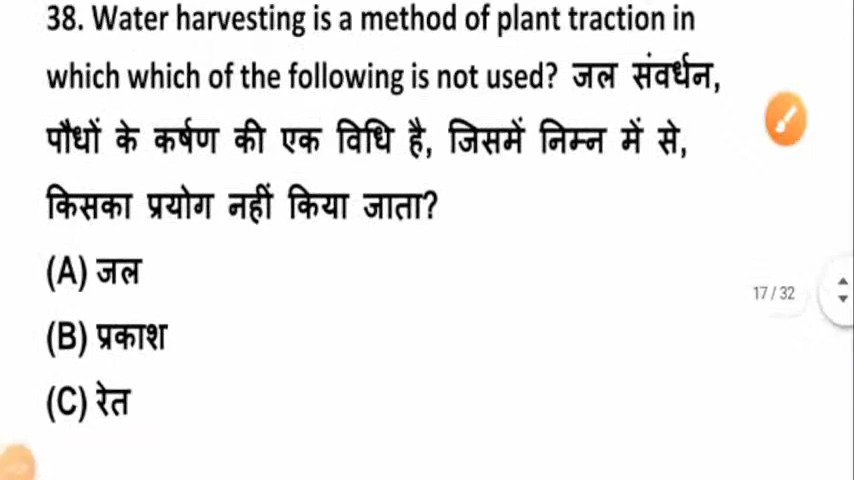 38. Water harvesting is a method of plant traction in
which which of the following is not used? जल संवर्धन,
पौधों के कर्षण की एक विधि है, जिसमें निम्न में से,
किसका प्रयोग नहीं किया जाता?
(A) जल
17 / 32
(B) प्रकाश
(C) रेत